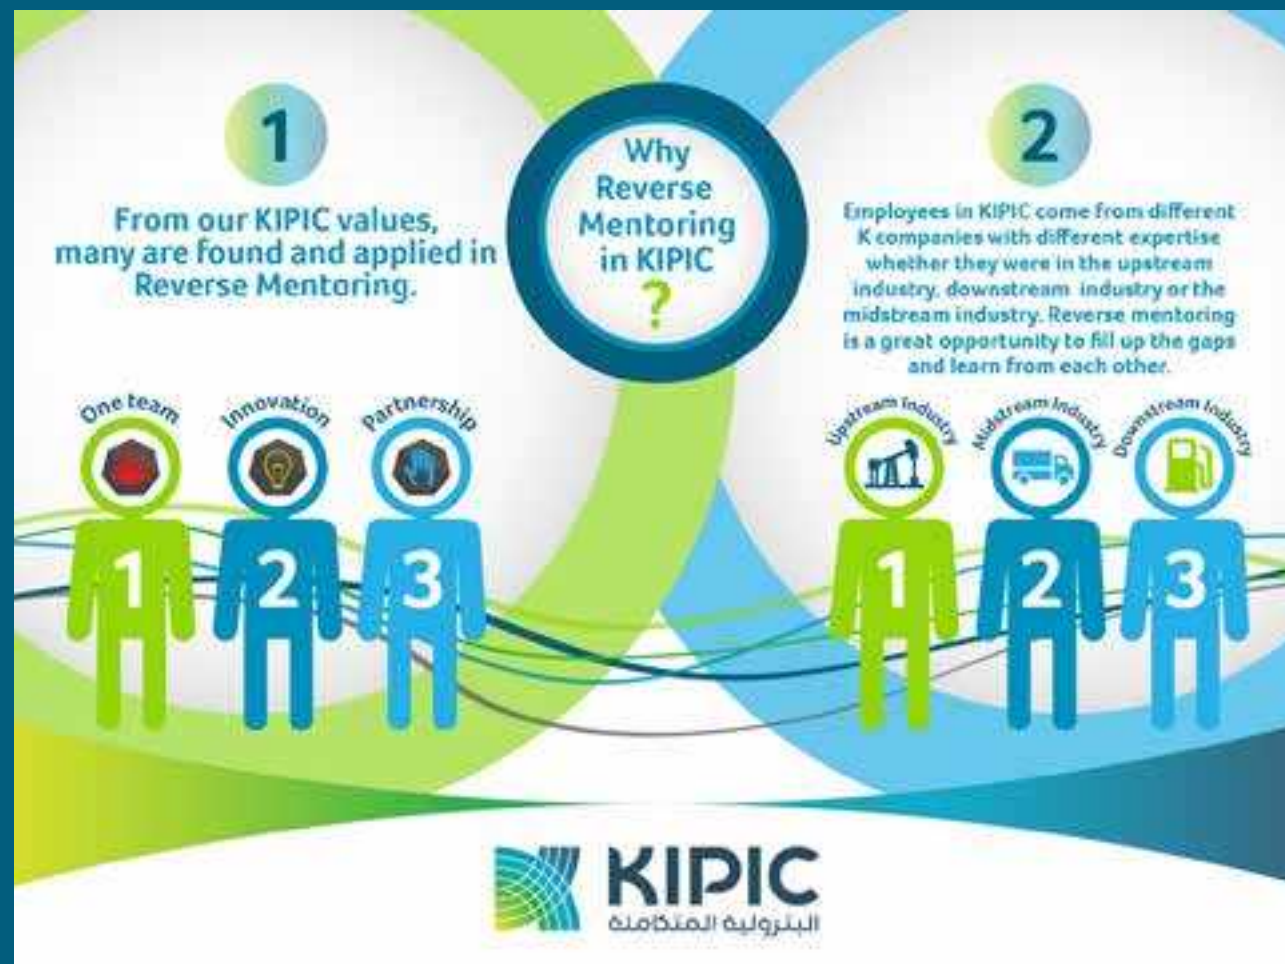 Why
Reverse
Mentoring
in KIPIC
?
1
From our KIPIC values,
many are found and applied in
Reverse Mentoring.
One team
Innovation
Partnership
1
2
3
2
Employees in KIPIC come from different
K companies with different expertise
whether they were in the upstream
industry, downstream industry or the
midstream industry. Reverse mentoring
is a great opportunity to fill up the gaps
and learn from each other.
Upstream Industry
Midstream Industry
Downstream Industry
1
2
3
KIPIC
البترولية المتكاملة